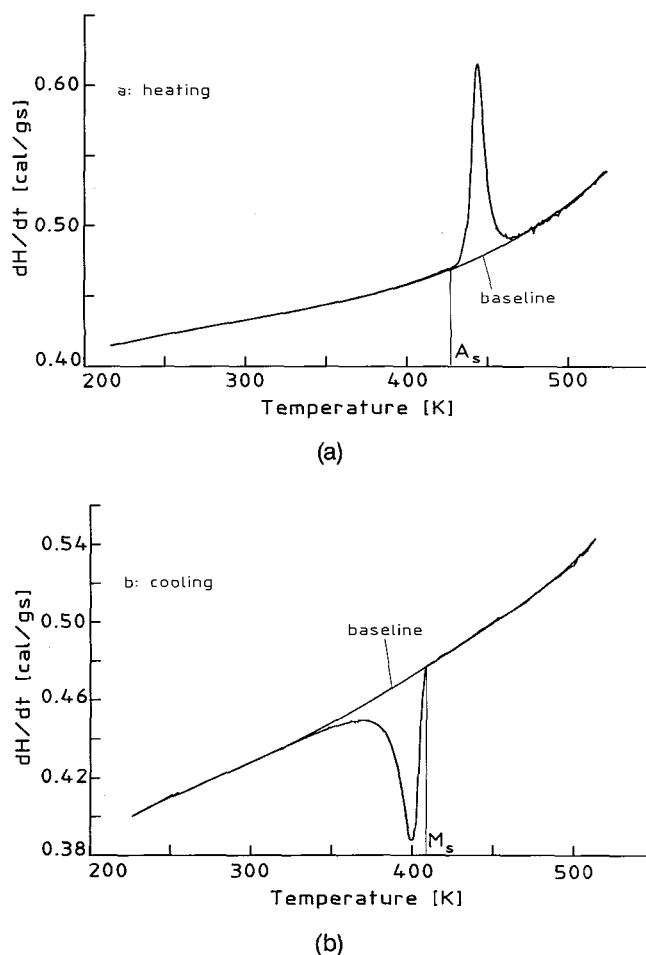 0.60
a: heating
0.50
dH/dt [cal/gs]
baseline
0.40
As
200 300 400 500
Temperature [K]
(a)
0.54
b: cooling
0.50
baseline
dH/dt [cal/gs]
0.46
0.42
Ms
0.38
200 300 400 500
Temperature [K]
(b)